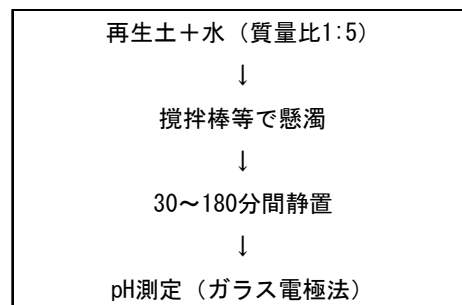 再生土＋水（質量比1:5）
↓
撹拌棒等で懸濁
↓
30～180分間静置
↓
pH測定（ガラス電極法）